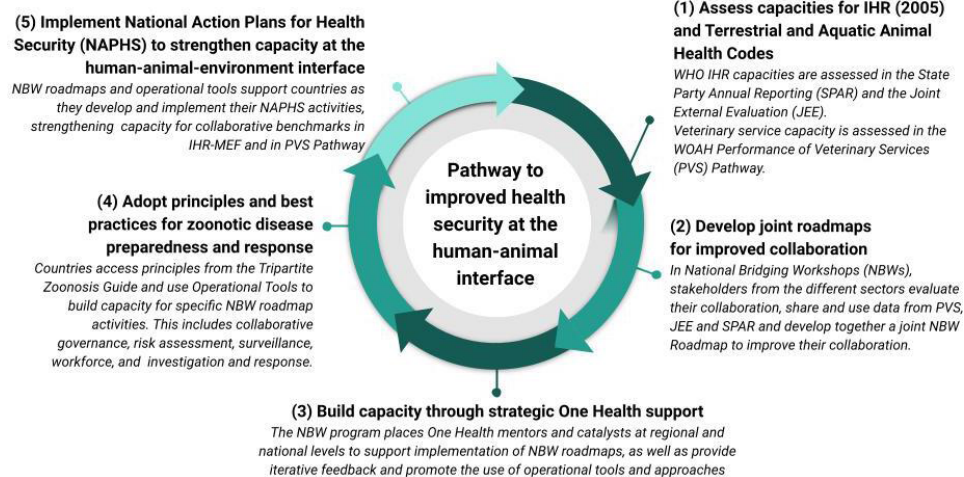 Pathway to
improved health
security at the
human-animal
interface
(1) Assess capacities for IHR (2005)
and Terrestrial and Aquatic Animal
Health Codes
WHO IHR capacities are assessed in the State
Party Annual Reporting (SPAR) and the Joint
External Evaluation (JEE).
Veterinary service capacity is assessed in the
WOAH Performance of Veterinary Services
(PVS) Pathway.
(2) Develop joint roadmaps
for improved collaboration
In National Bridging Workshops (NBWs),
stakeholders from the different sectors evaluate
their collaboration, share and use data from PVS,
JEE and SPAR and develop together a joint NBW
Roadmap to improve their collaboration.
(3) Build capacity through strategic One Health support
The NBW program places One Health mentors and catalysts at regional and
national levels to support implementation of NBW roadmaps, as well as provide
iterative feedback and promote the use of operational tools and approaches
(4) Adopt principles and best
practices for zoonotic disease
preparedness and response
Countries access principles from the Tripartite
Zoonosis Guide and use Operational Tools to
build capacity for specific NBW roadmap
activities. This includes collaborative
governance, risk assessment, surveillance,
workforce, and investigation and response.
(5) Implement National Action Plans for Health
Security (NAPHS) to strengthen capacity at the
human-animal-environment interface
NBW roadmaps and operational tools support countries as
they develop and implement their NAPHS activities,
strengthening capacity for collaborative benchmarks in
IHR-MEF and in PVS Pathway